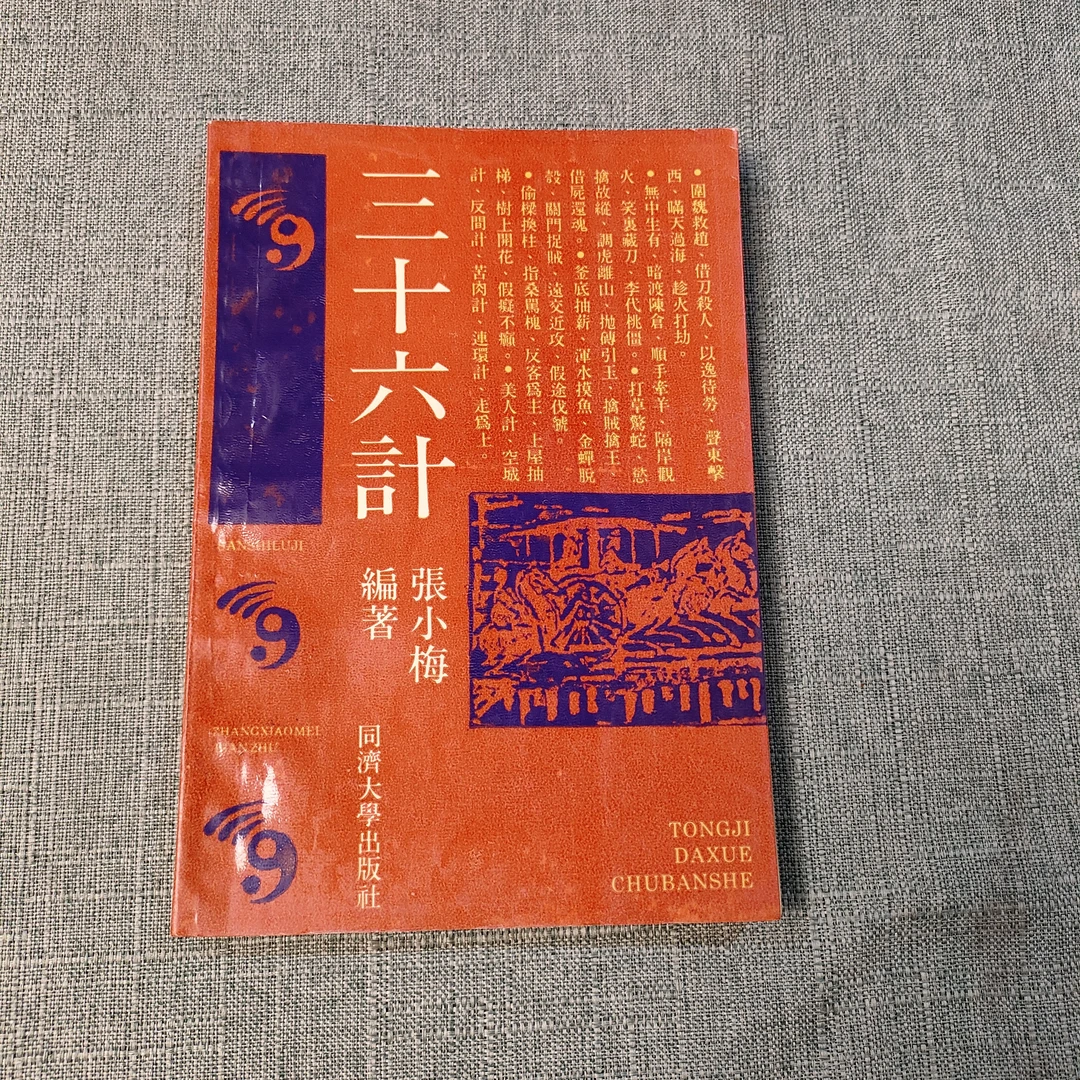 ●圍魏救趙、借刀殺人、以逸待勞、聲東擊
西、瞞天過海、趁火打劫。
●無中生有、暗渡陳倉、順手牽羊、隔岸觀
火、笑裏藏刀、李代桃僵。●打草驚蛇、慾
擒故縱、調虎離山、抛磚引玉、擒賊擒王、
借屍還魂。●釜底抽薪、渾水摸魚、金蟬脫
殼、關門捉賊、遠交近攻、假途伐虢。
●偷樑換柱、指桑罵槐、反客爲主、上屋抽
梯、樹上開花、假癡不癲。●美人計、空城
計、反間計、苦肉計、連環計、走爲上。
三十六計
張小梅
編著
同濟大學出版社
ZHANGXIAOMEI
TONGJI
DAXUE
CHUBANSHE